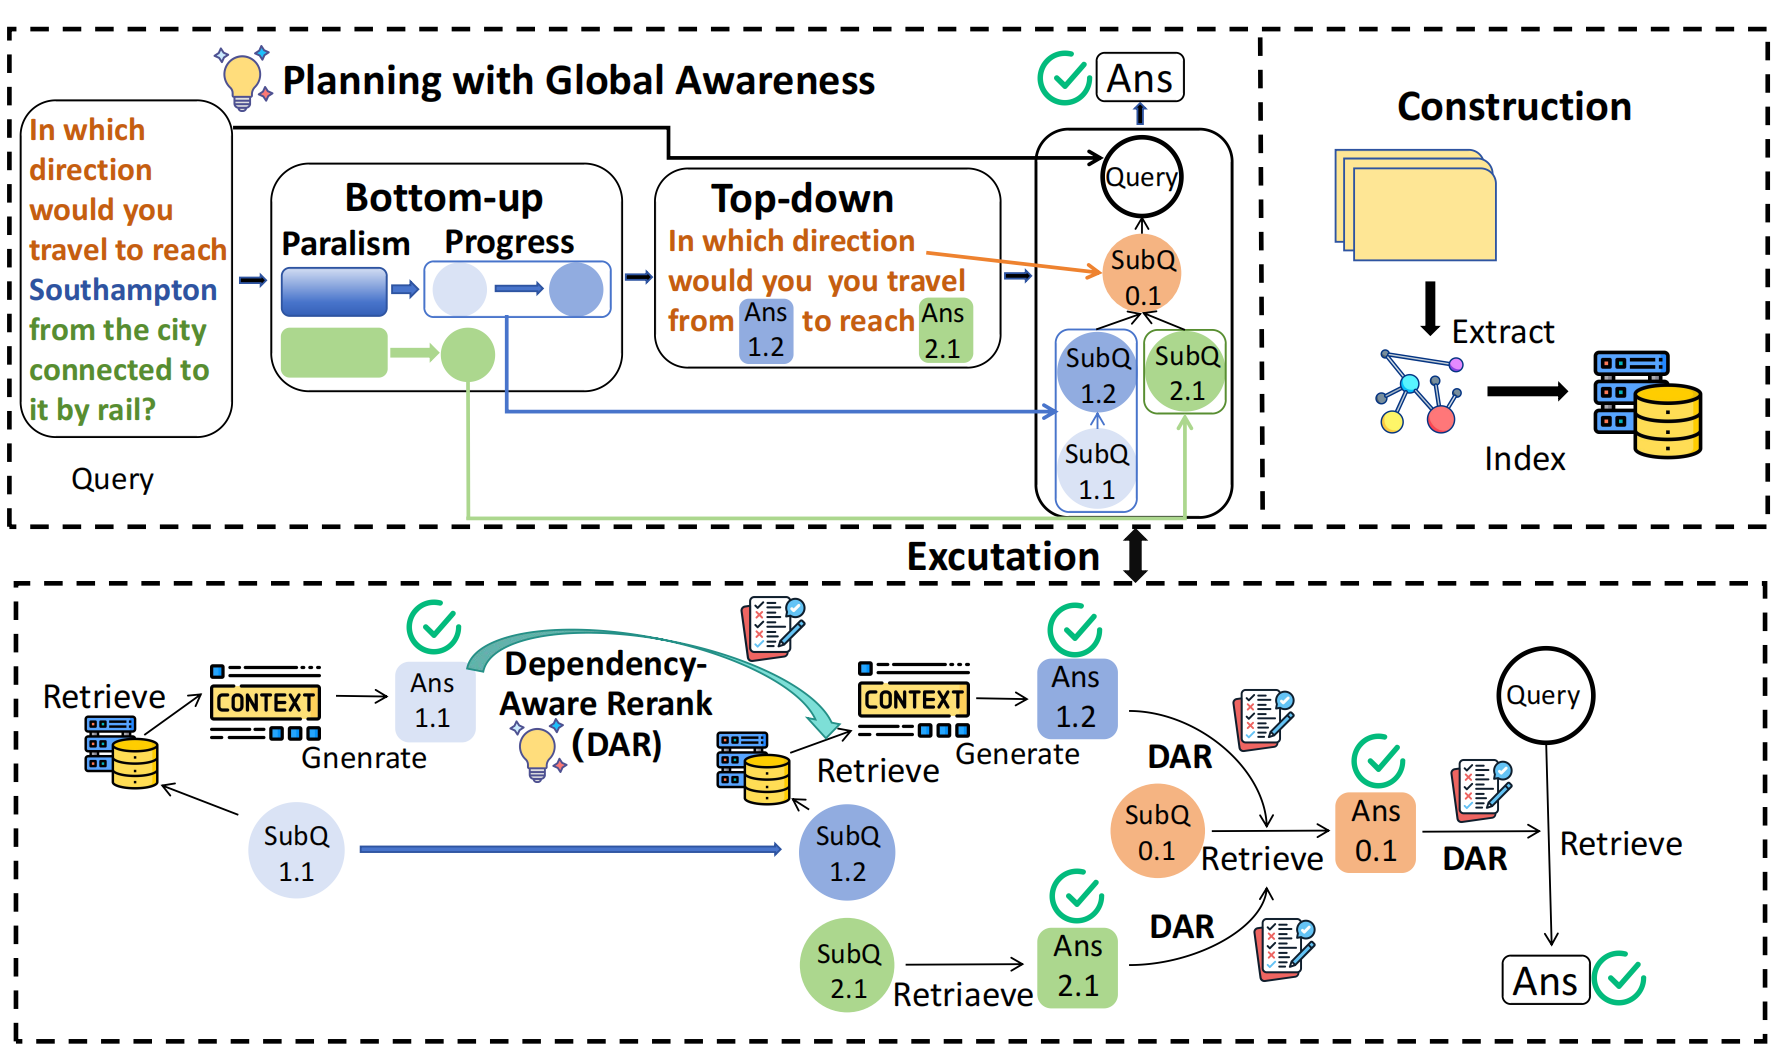 Planning with Global Awareness
In which
direction
would you
travel to reach
Southampton
from the city
connected to
it by rail?
Query
Bottom-up
Paralism
Progress
Top-down
In which direction
would you you travel
from Ans 1.2 to reach Ans 2.1
Ans
Query
SubQ
0.1
SubQ
1.2
SubQ
2.1
SubQ
1.1
Construction
Extract
Index
Excutation
Retrieve
CONTEXT
Gnenrate
Ans
1.1
SubQ
1.1
Dependency-
Aware Rerank
(DAR)
Retrieve
CONTEXT
Generate
Ans
1.2
SubQ
1.2
SubQ
2.1
Retriaeve
Ans
2.1
DAR
SubQ
0.1
Retrieve
DAR
Ans
0.1
DAR
Query
Retrieve
Ans